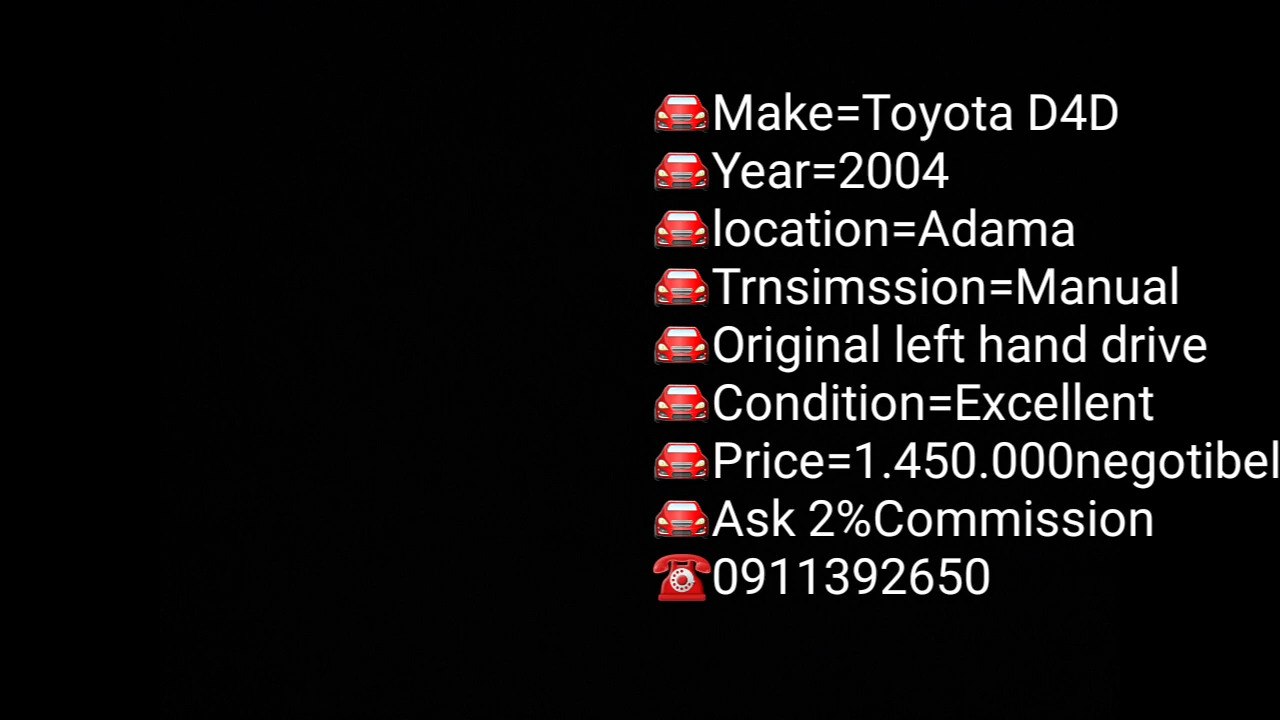 🚘Make=Toyota D4D
🚘Year=2004
🚘location=Adama
🚘Trnsimssion=Manual
🚘Original left hand drive
🚘Condition=Excellent
🚘Price=1.450.000negotibel
🚘Ask 2%Commission
☎0911392650